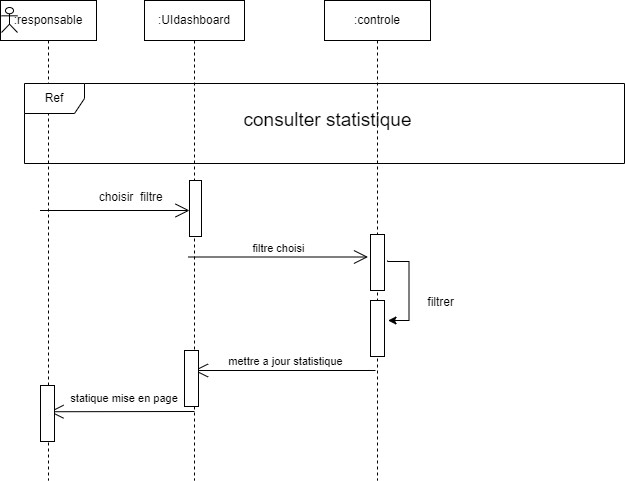 :responsable
:UIdashboard
:controle
Ref
consulter statistique
choisir filtre
filtre choisi
filtrer
mettre a jour statistique
statique mise en page